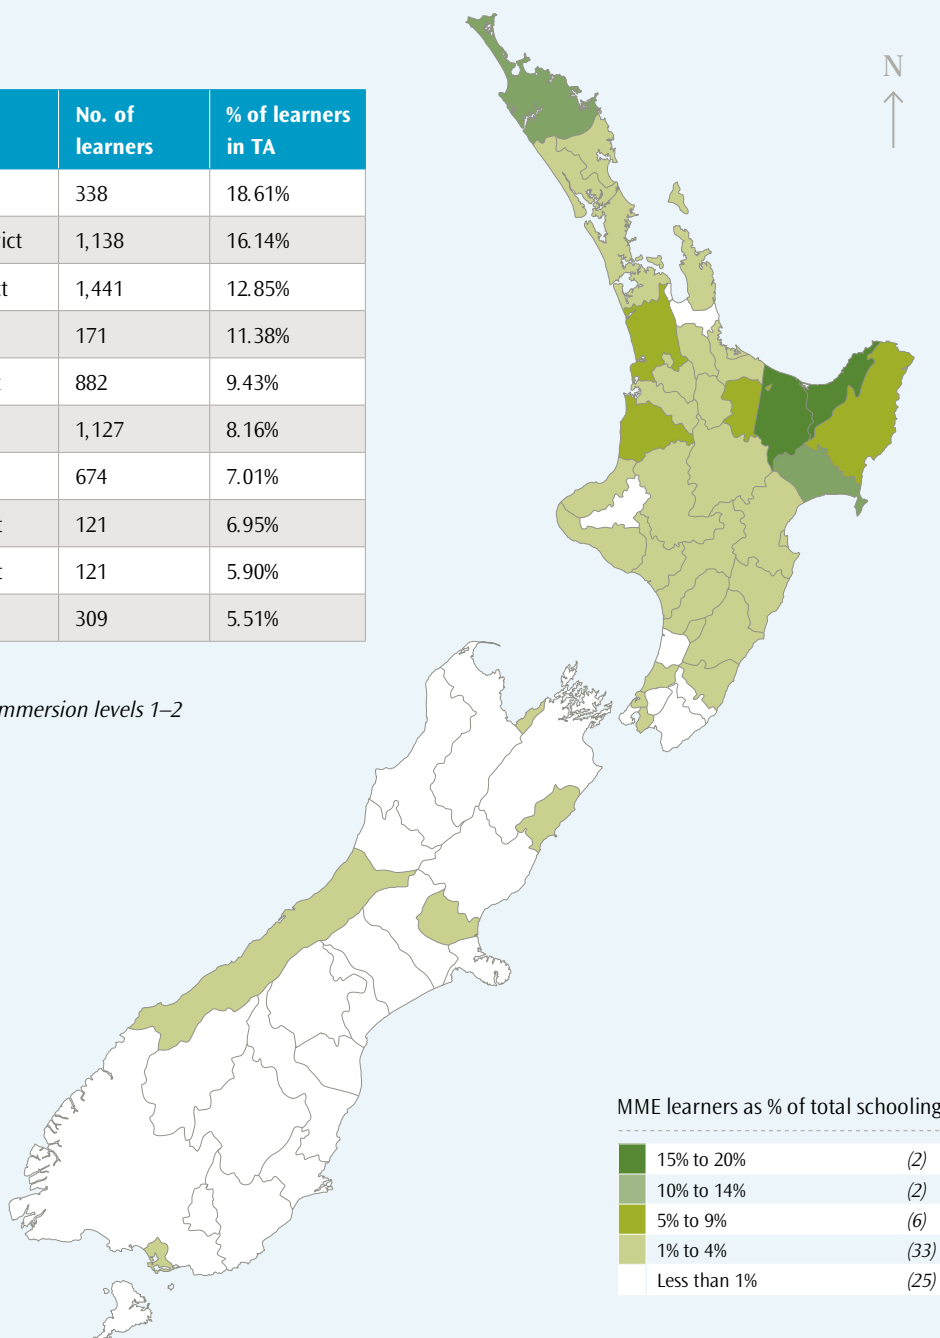 No. of
learners
% of learners
in TA
338 18.61%
rict 1,138 16.14%
ct 1,441 12.85%
171 11.38%
t 882 9.43%
1,127 8.16%
674 7.01%
t 121 6.95%
t 121 5.90%
309 5.51%
mmersion levels 1–2
N
MME learners as % of total schooling
15% to 20% (2)
10% to 14% (2)
5% to 9% (6)
1% to 4% (33)
Less than 1% (25)